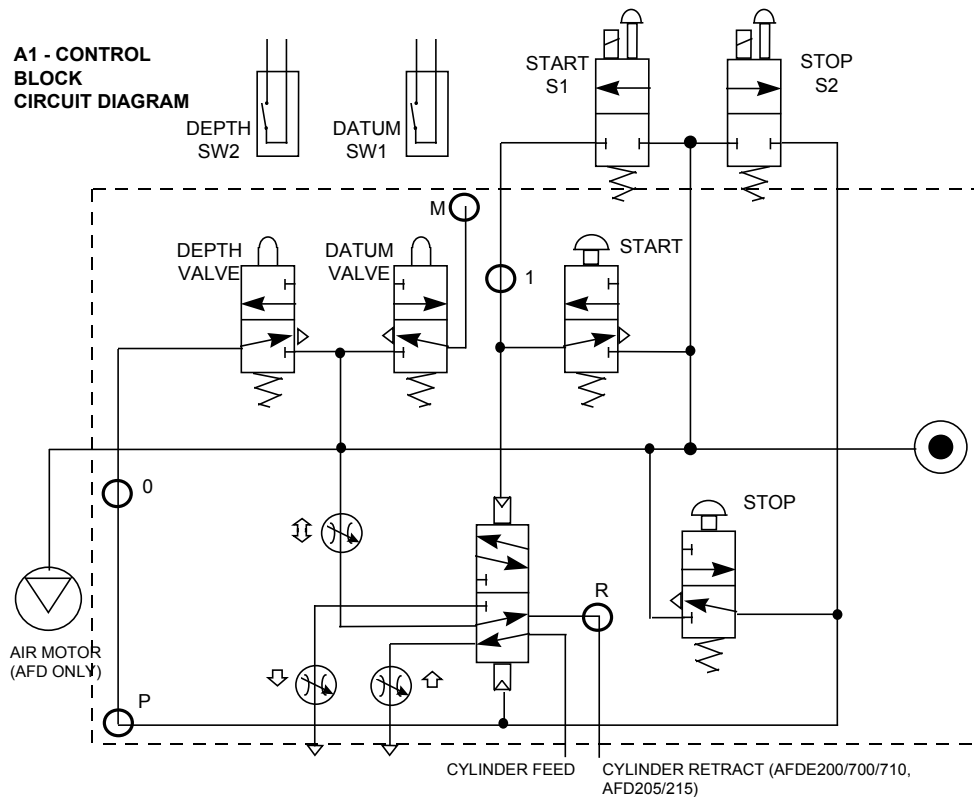 A1 - CONTROL
BLOCK
CIRCUIT DIAGRAM
DEPTH
SW2
DATUM
SW1
START
S1
STOP
S2
M
DEPTH
VALVE
DATUM
VALVE
START
1
0
STOP
R
AIR MOTOR
(AFD ONLY)
P
CYLINDER FEED
CYLINDER RETRACT (AFDE200/700/710,
AFD205/215)